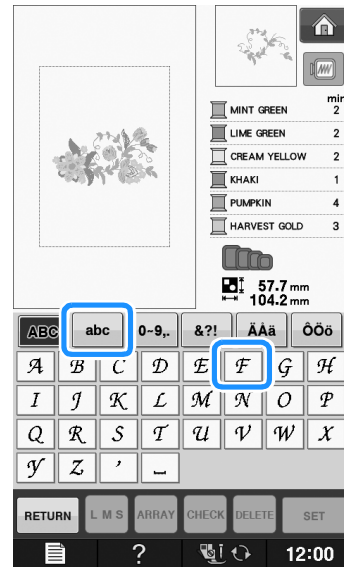 min
MINT GREEN 2
LIME GREEN 2
CREAM YELLOW 2
KHAKI 1
PUMPKIN 4
HARVEST GOLD 3
57.7 mm
104.2 mm
ABC abc 0~9,. &?! ÄÅä ÔÖö
A B C D E F G H
I J K L M N O P
Q R S T U V W X
Y Z ’ ⎵
RETURN L M S ARRAY CHECK DELETE SET
? 12:00